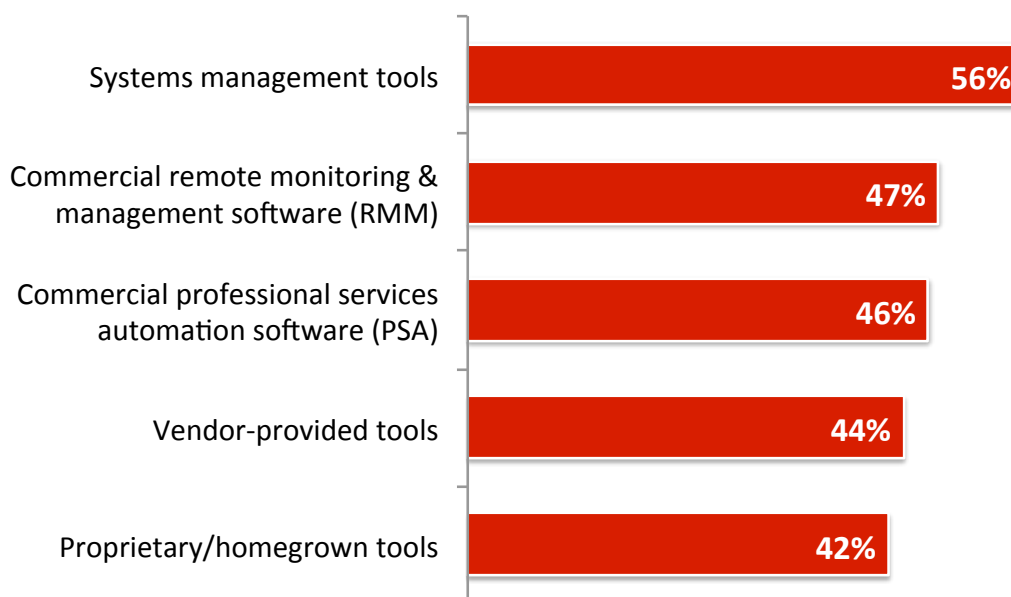 Systems management tools
56%
Commercial remote monitoring &
management software (RMM)
47%
Commercial professional services
automation software (PSA)
46%
Vendor-provided tools
44%
Proprietary/homegrown tools
42%